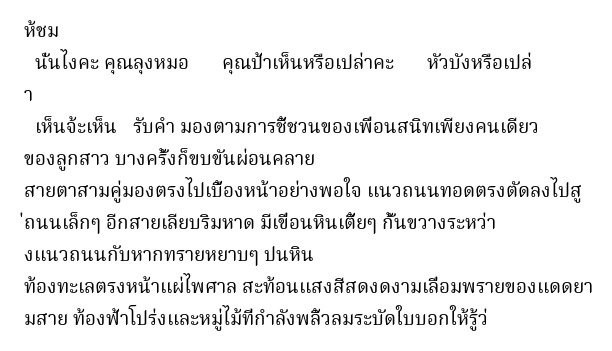 ห้ชม
นั่นไงคะ คุณลุงหมอ คุณป้าเห็นหรือเปล่าคะ หัวบังหรือเปล่
า
เห็นจ้ะเห็น รับคำ มองตามการชี้ชวนของเพื่อนสนิทเพียงคนเดียว
ของลูกสาว บางครั้งก็ขบขันผ่อนคลาย
สายตาสามคู่มองตรงไปเบื้องหน้าอย่างพอใจ แนวถนนทอดตรงตัดลงไปสู
่ถนนเล็กๆ อีกสายเลียบริมหาด มีเขื่อนหินเตี้ยๆ กั้นขวางระหว่า
งแนวถนนกับหากทรายหยาบๆ ปนหิน
ท้องทะเลตรงหน้าแผ่ไพศาล สะท้อนแสงสีสดงดงามเลื่อมพรายของแดดยา
มสาย ท้องฟ้าโปร่งและหมู่ไม้ที่กำลังพลิ้วลมระบัดใบบอกให้รู้ว่